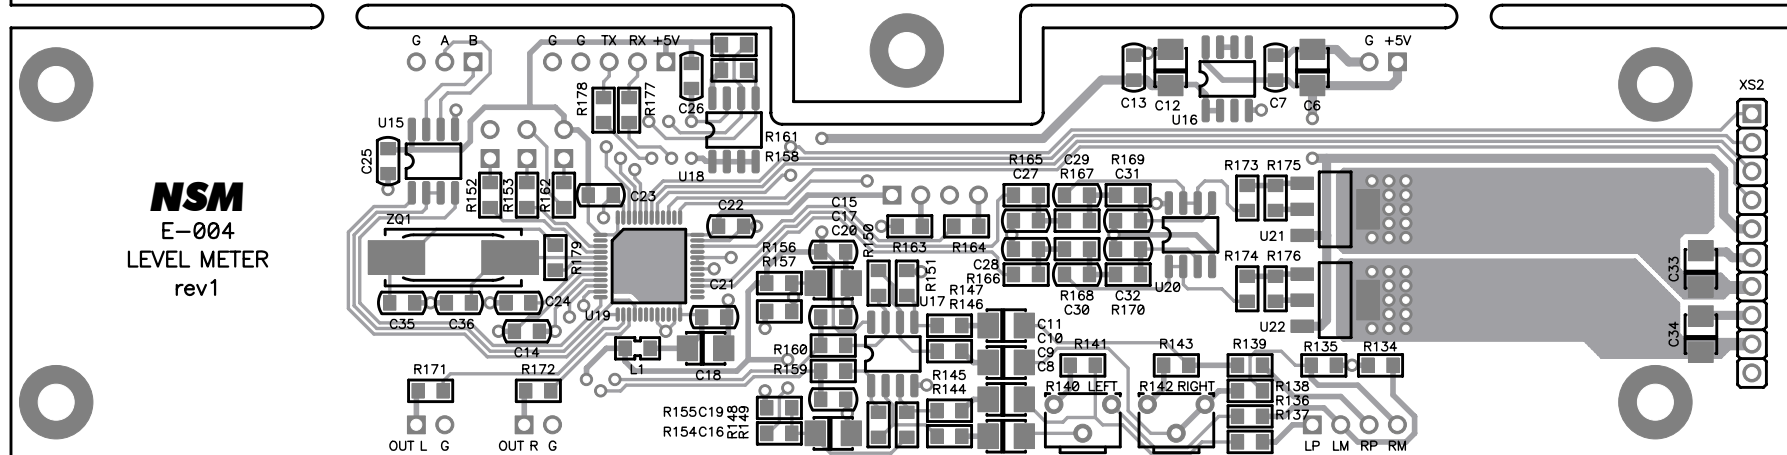 G A B
G G TX RX +5V
G +5V
XS2
R178
R177
C26
C13 C12
U16
C7 C6
U15
C25
R161
R158
U18
R152
R153
R162
C23
C22
ZQ1
NSM
E-004
LEVEL METER
rev1
R179
C21
C35 C36 C24
U19
C14
L1
C18
R171
R172
OUT L G
OUT R G
C15
C17
C20
R150
R156
R157
R151
U17
R160
R159
R163 R164
R165 C29 R169
C27 R167 C31
C28
R166
R168 C32
C30 R170
U20
R147
R146
R145
R144
C11
C10
C9
C8
R155 C19
R154 C16
R148
R149
R141
R143
R140 LEFT
R142 RIGHT
R139
R135
R134
R138
R136
R137
R173 R175
U21
R174 R176
U22
C33
C34
LP LM RP RM